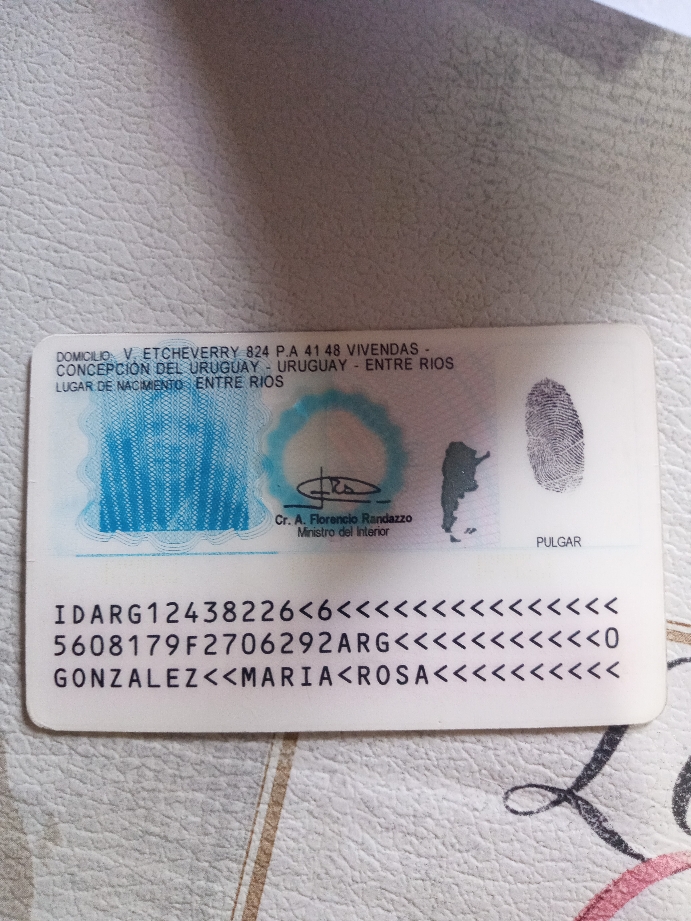 DOMICILIO: V. ETCHEVERRY 824 P.A 41 48 VIVENDAS -
CONCEPCIÓN DEL URUGUAY - URUGUAY - ENTRE RIOS
LUGAR DE NACIMIENTO: ENTRE RIOS
Cr. A. Florencio Randazzo
Ministro del Interior
PULGAR
IDARG12438226<6<<<<<<<<<<<<<<<
5608179F2706292ARG<<<<<<<<<<<0
GONZALEZ<<MARIA<ROSA<<<<<<<<<<